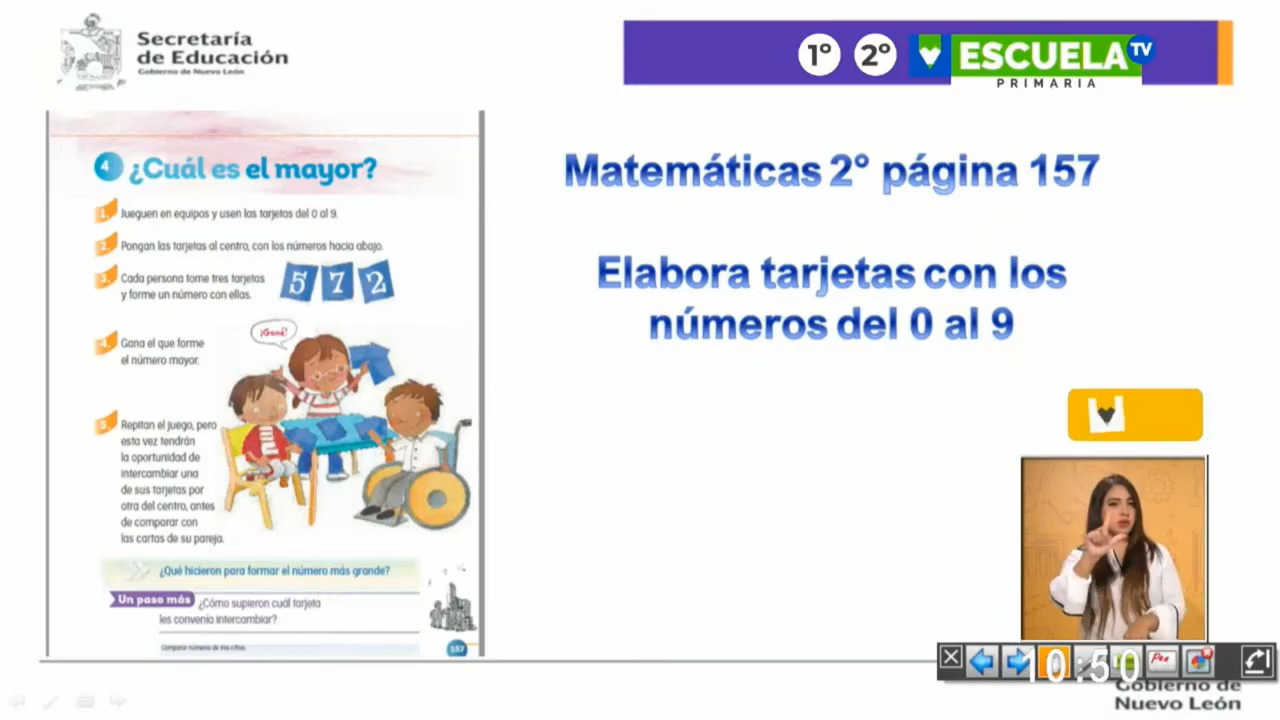 Secretaría
de Educación
Gobierno de Nuevo León
1° 2° ESCUELA TV
PRIMARIA
4 ¿Cuál es el mayor?
1. Jueguen en equipos y usen las tarjetas del 0 al 9.
2. Pongan las tarjetas al centro, con los números hacia abajo.
3. Cada persona tome tres tarjetas
y forme un número con ellas.
5 7 2
4. Gana el que forme
el número mayor.
¡Gané!
5. Repitan el juego, pero
esta vez tendrán
la oportunidad de
intercambiar una
de sus tarjetas por
otra del centro, antes
de comparar con
las cartas de su pareja.
¿Qué hicieron para formar el número más grande?
Un paso más ¿Cómo supieron cuál tarjeta
les convenía intercambiar?
Comparar números de tres cifras.
157
Matemáticas 2° página 157
Elabora tarjetas con los
números del 0 al 9
10:50
Gobierno de
Nuevo León